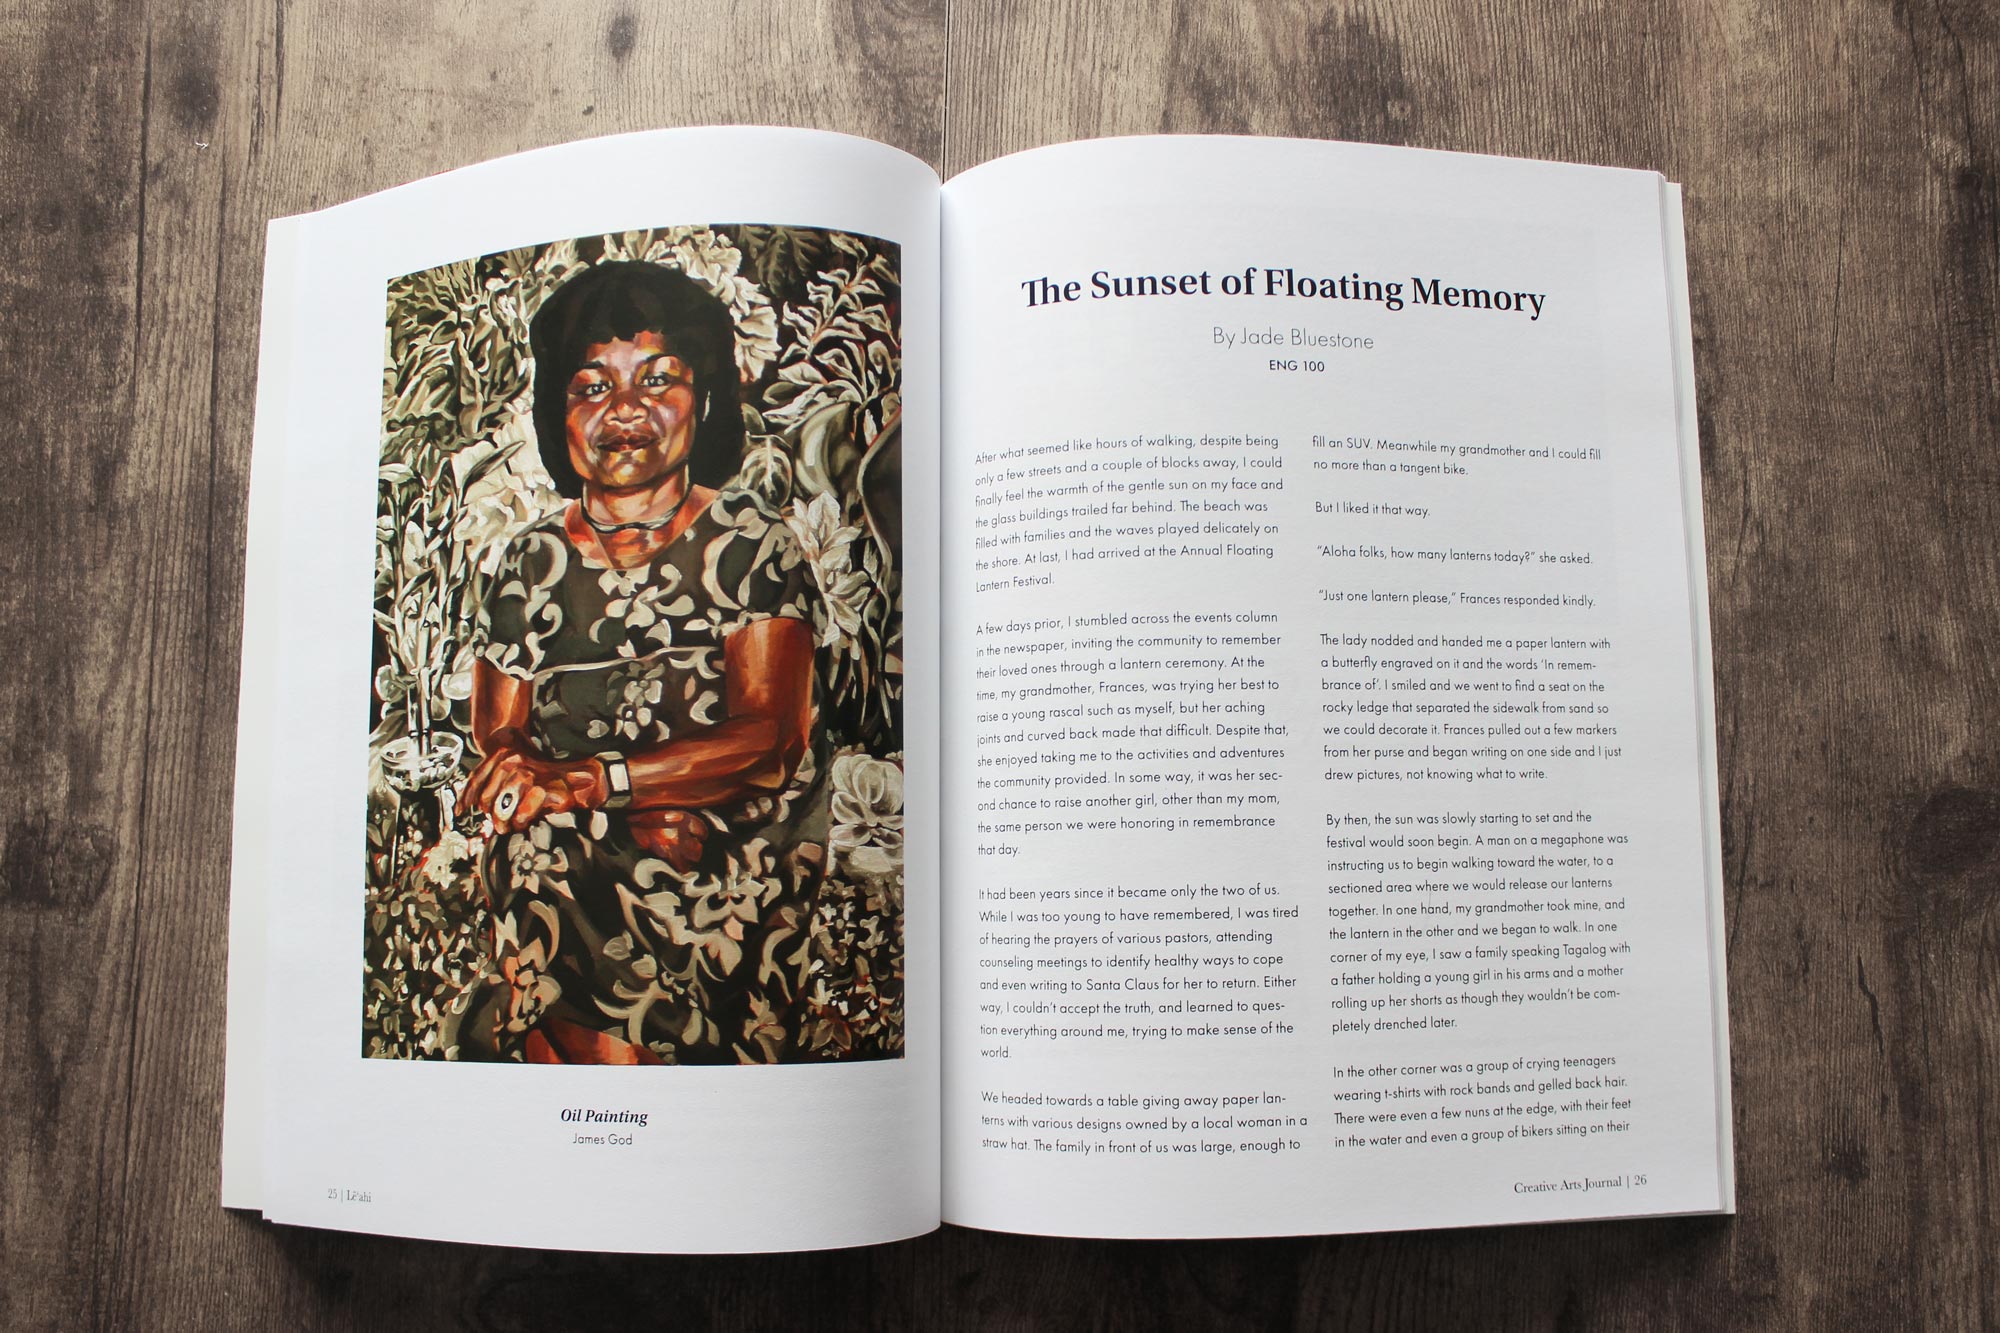 Oil Painting
James God
25 | Lē‘ahi
The Sunset of Floating Memory
By Jade Bluestone
ENG 100
After what seemed like hours of walking, despite being
only a few streets and a couple of blocks away, I could
finally feel the warmth of the gentle sun on my face and
the glass buildings trailed far behind. The beach was
filled with families and the waves played delicately on
the shore. At last, I had arrived at the Annual Floating
Lantern Festival.
A few days prior, I stumbled across the events column
in the newspaper, inviting the community to remember
their loved ones through a lantern ceremony. At the
time, my grandmother, Frances, was trying her best to
raise a young rascal such as myself, but her aching
joints and curved back made that difficult. Despite that,
she enjoyed taking me to the activities and adventures
the community provided. In some way, it was her sec-
ond chance to raise another girl, other than my mom,
the same person we were honoring in remembrance
that day.
It had been years since it became only the two of us.
While I was too young to have remembered, I was tired
of hearing the prayers of various pastors, attending
counseling meetings to identify healthy ways to cope
and even writing to Santa Claus for her to return. Either
way, I couldn't accept the truth, and learned to ques-
tion everything around me, trying to make sense of the
world.
We headed towards a table giving away paper lan-
terns with various designs owned by a local woman in a
straw hat. The family in front of us was large, enough to
fill an SUV. Meanwhile my grandmother and I could fill
no more than a tangent bike.
But I liked it that way.
“Aloha folks, how many lanterns today?” she asked.
“Just one lantern please,” Frances responded kindly.
The lady nodded and handed me a paper lantern with
a butterfly engraved on it and the words ‘In remem-
brance of’. I smiled and we went to find a seat on the
rocky ledge that separated the sidewalk from sand so
we could decorate it. Frances pulled out a few markers
from her purse and began writing on one side and I just
drew pictures, not knowing what to write.
By then, the sun was slowly starting to set and the
festival would soon begin. A man on a megaphone was
instructing us to begin walking toward the water, to a
sectioned area where we would release our lanterns
together. In one hand, my grandmother took mine, and
the lantern in the other and we began to walk. In one
corner of my eye, I saw a family speaking Tagalog with
a father holding a young girl in his arms and a mother
rolling up her shorts as though they wouldn't be com-
pletely drenched later.
In the other corner was a group of crying teenagers
wearing t-shirts with rock bands and gelled back hair.
There were even a few nuns at the edge, with their feet
in the water and even a group of bikers sitting on their
Creative Arts Journal | 26